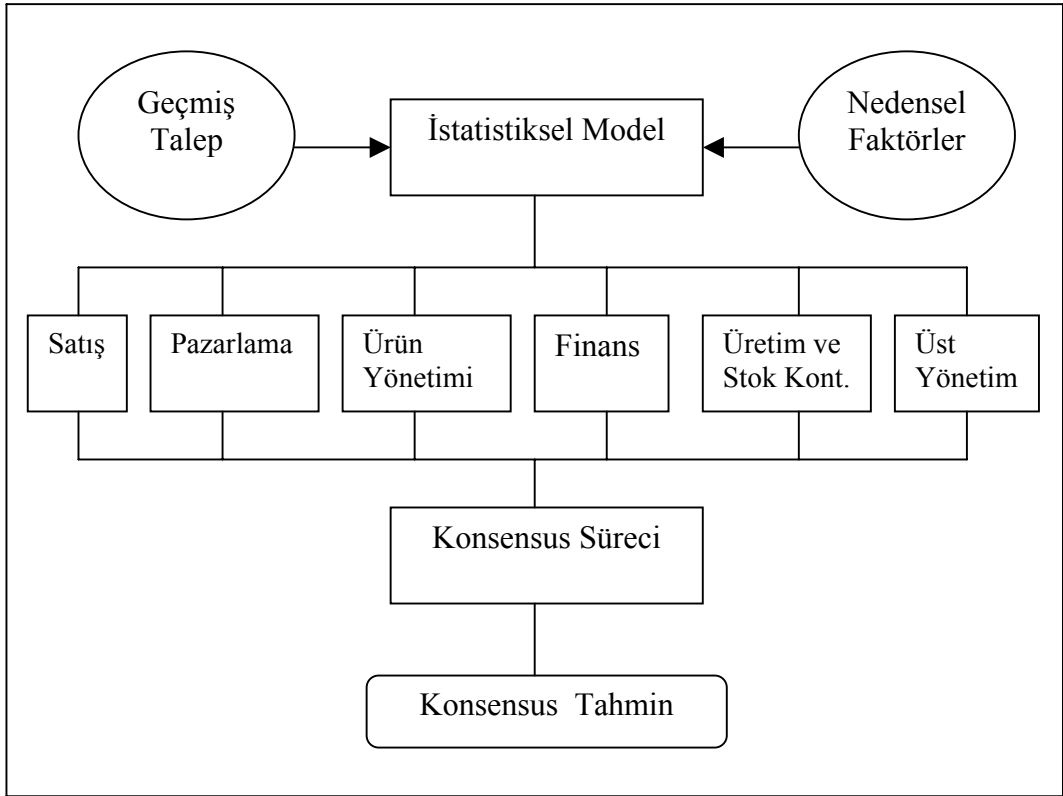 Geçmiş
Talep
İstatistiksel Model
Nedensel
Faktörler
Satış
Pazarlama
Ürün
Yönetimi
Finans
Üretim ve
Stok Kont.
Üst
Yönetim
Konsensus Süreci
Konsensus Tahmin